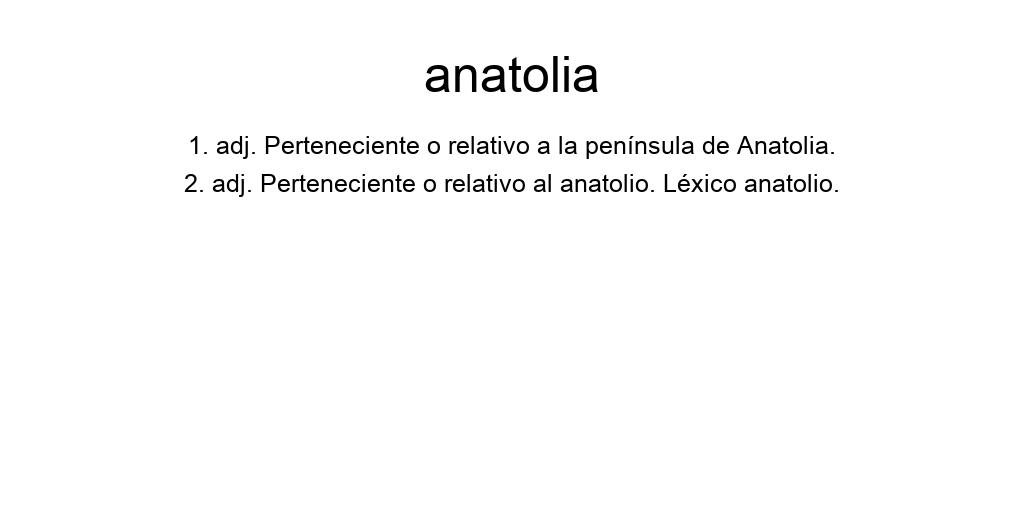 anatolia
1. adj. Perteneciente o relativo a la península de Anatolia.
2. adj. Perteneciente o relativo al anatolio. Léxico anatolio.